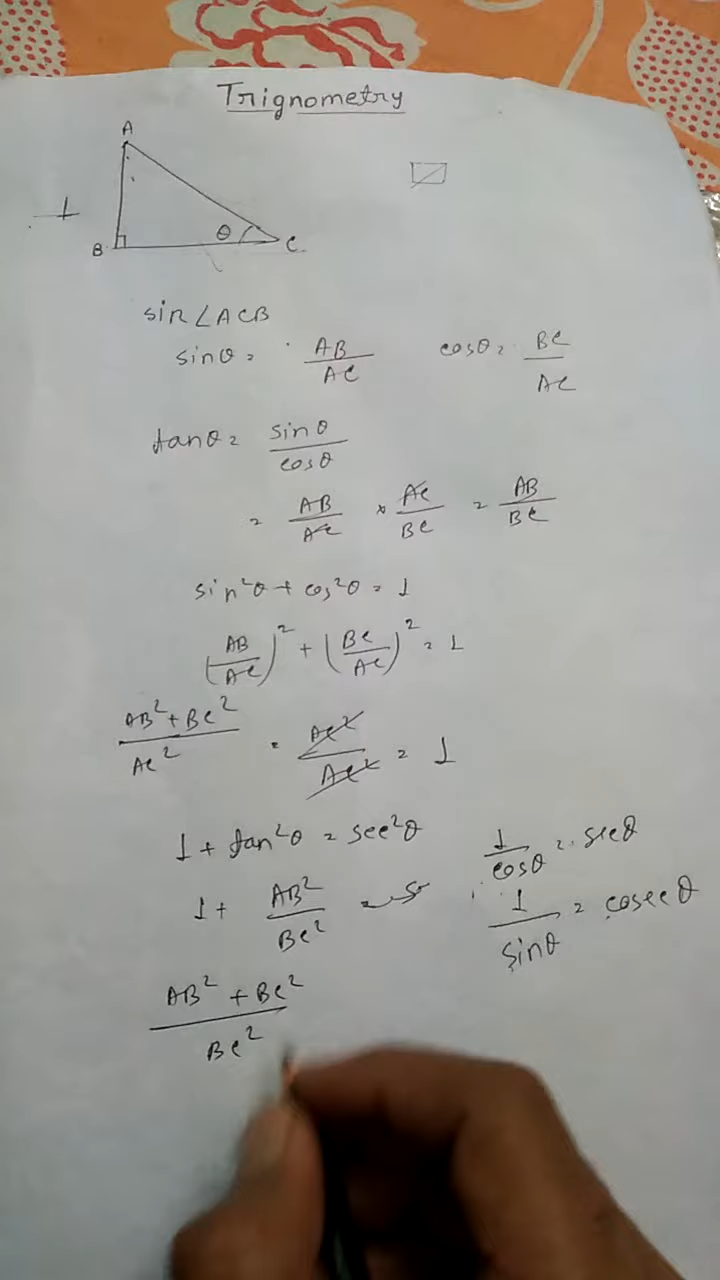 Trignometry
A
⊥
B θ C
sin∠ACB
sinθ = AB/AC cosθ = BC/AC
tanθ = sinθ/cosθ
= AB/AC × AC/BC = AB/BC
sin²θ + cos²θ = 1
(AB/AC)² + (BC/AC)² = 1
AB² + BC²/AC² = AC²/AC² = 1
1 + tan²θ = sec²θ 1/cosθ = secθ
1 + AB²/BC² = 1/sinθ = cosecθ
AB² + BC²/BC²